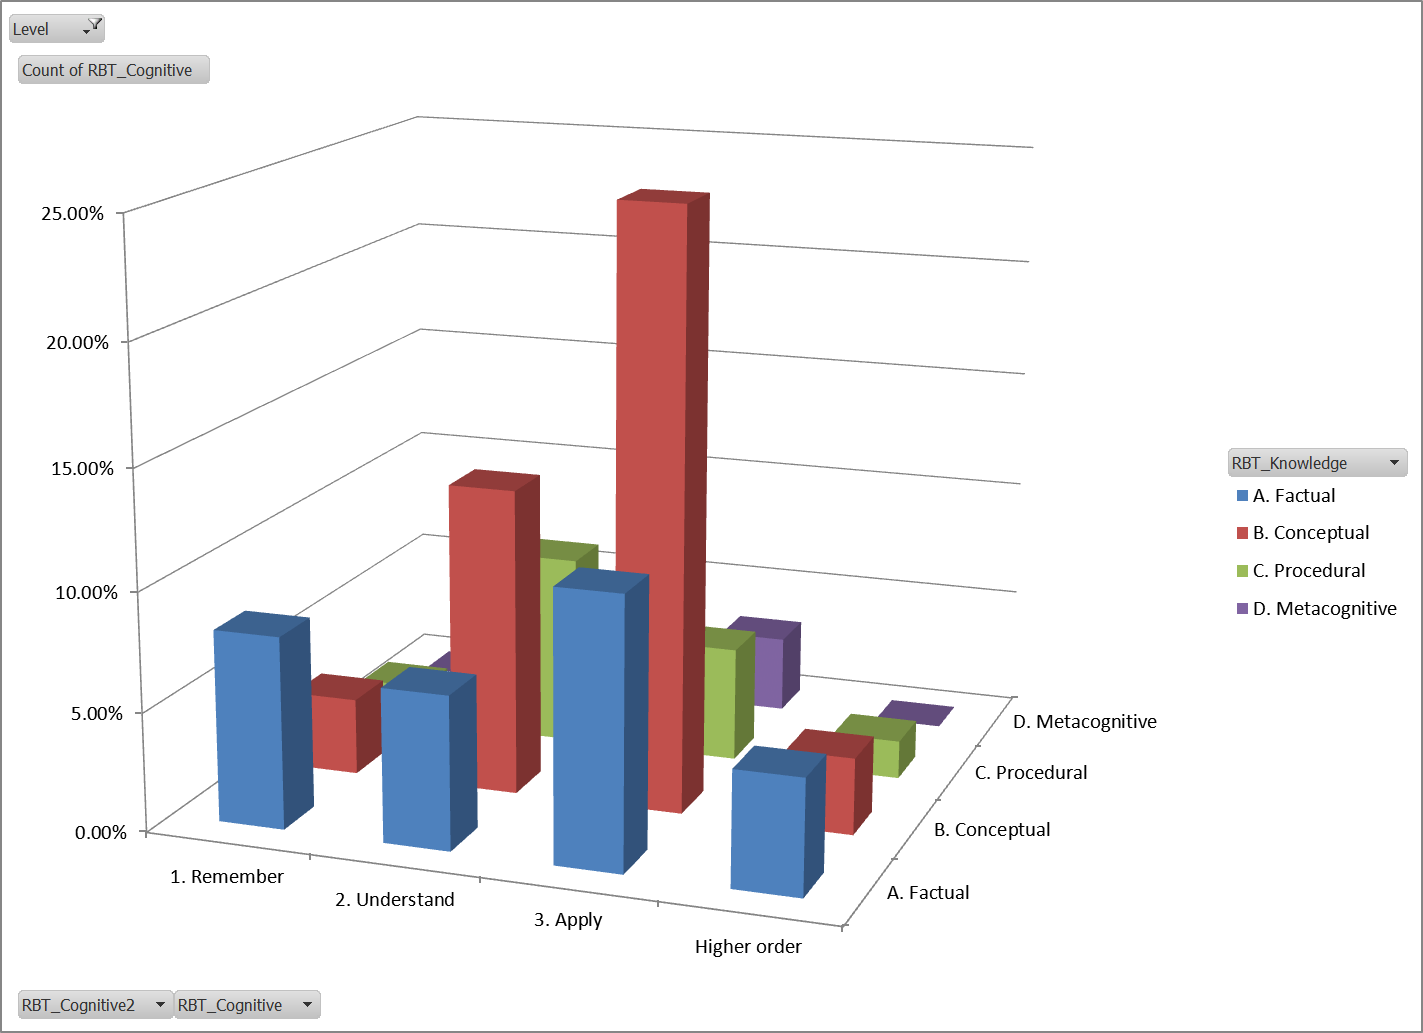 Level
Count of RBT_Cognitive
25.00%
20.00%
15.00%
10.00%
5.00%
0.00%
1. Remember
2. Understand
3. Apply
Higher order
A. Factual
B. Conceptual
C. Procedural
D. Metacognitive
RBT_Knowledge
A. Factual
B. Conceptual
C. Procedural
D. Metacognitive
RBT_Cognitive2
RBT_Cognitive